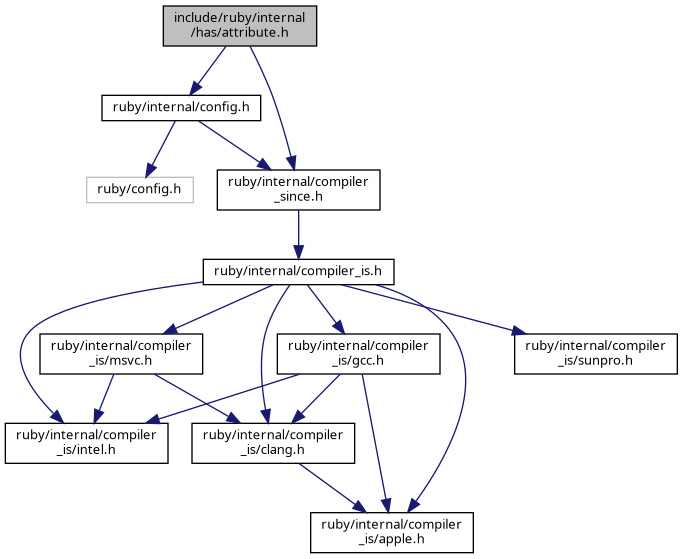 include/ruby/internal
/has/attribute.h
ruby/internal/config.h
ruby/config.h
ruby/internal/compiler
_since.h
ruby/internal/compiler_is.h
ruby/internal/compiler
_is/msvc.h
ruby/internal/compiler
_is/gcc.h
ruby/internal/compiler
_is/sunpro.h
ruby/internal/compiler
_is/intel.h
ruby/internal/compiler
_is/clang.h
ruby/internal/compiler
_is/apple.h